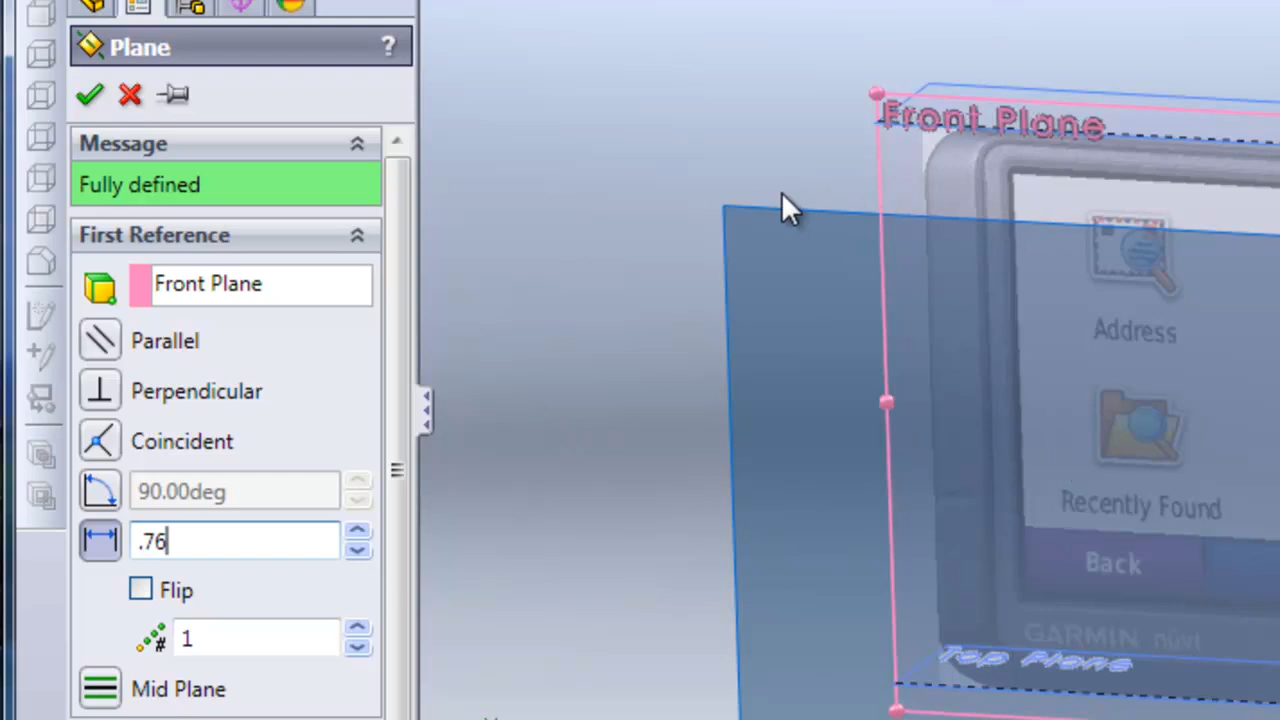 Plane ?
Message
Fully defined
First Reference
Front Plane
Parallel
Perpendicular
Coincident
90.00deg
.76
Flip
# 1
Mid Plane
Front Plane
Address
Recently Found
Back
GARMIN nüvi
Top Plane